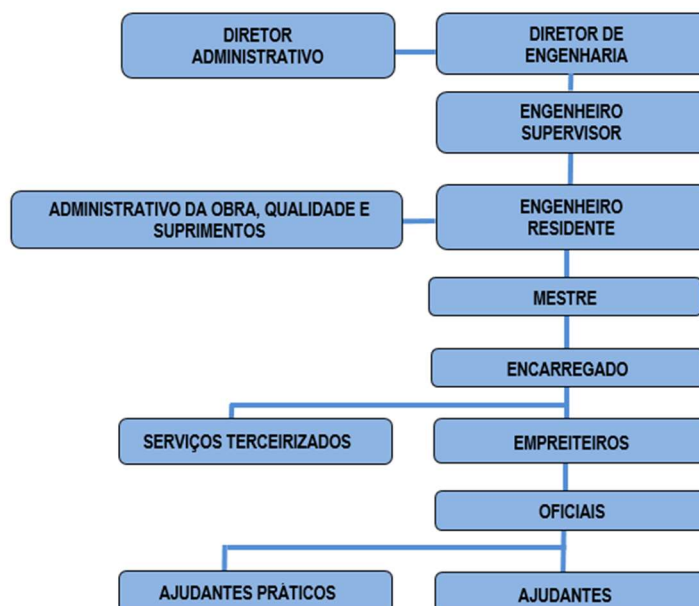 DIRETOR
ADMINISTRATIVO
DIRETOR DE
ENGENHARIA
ENGENHEIRO
SUPERVISOR
ADMINISTRATIVO DA OBRA, QUALIDADE E
SUPRIMENTOS
ENGENHEIRO
RESIDENTE
MESTRE
ENCARREGADO
SERVIÇOS TERCEIRIZADOS
EMPREITEIROS
OFICIAIS
AJUDANTES PRÀTICOS
AJUDANTES